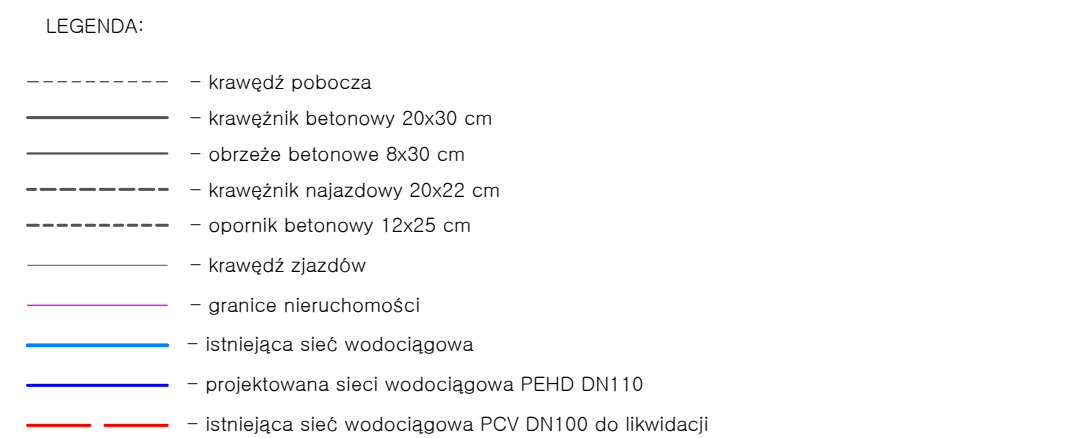 LEGENDA:
- krawędź pobocza
- krawężnik betonowy 20x30 cm
- obrzeże betonowe 8x30 cm
- krawężnik najazdowy 20x22 cm
- opornik betonowy 12x25 cm
- krawędź zjazdów
- granice nieruchomości
- istniejąca sieć wodociągowa
- projektowana sieci wodociągowa PEHD DN110
- istniejąca sieć wodociągowa PCV DN100 do likwidacji